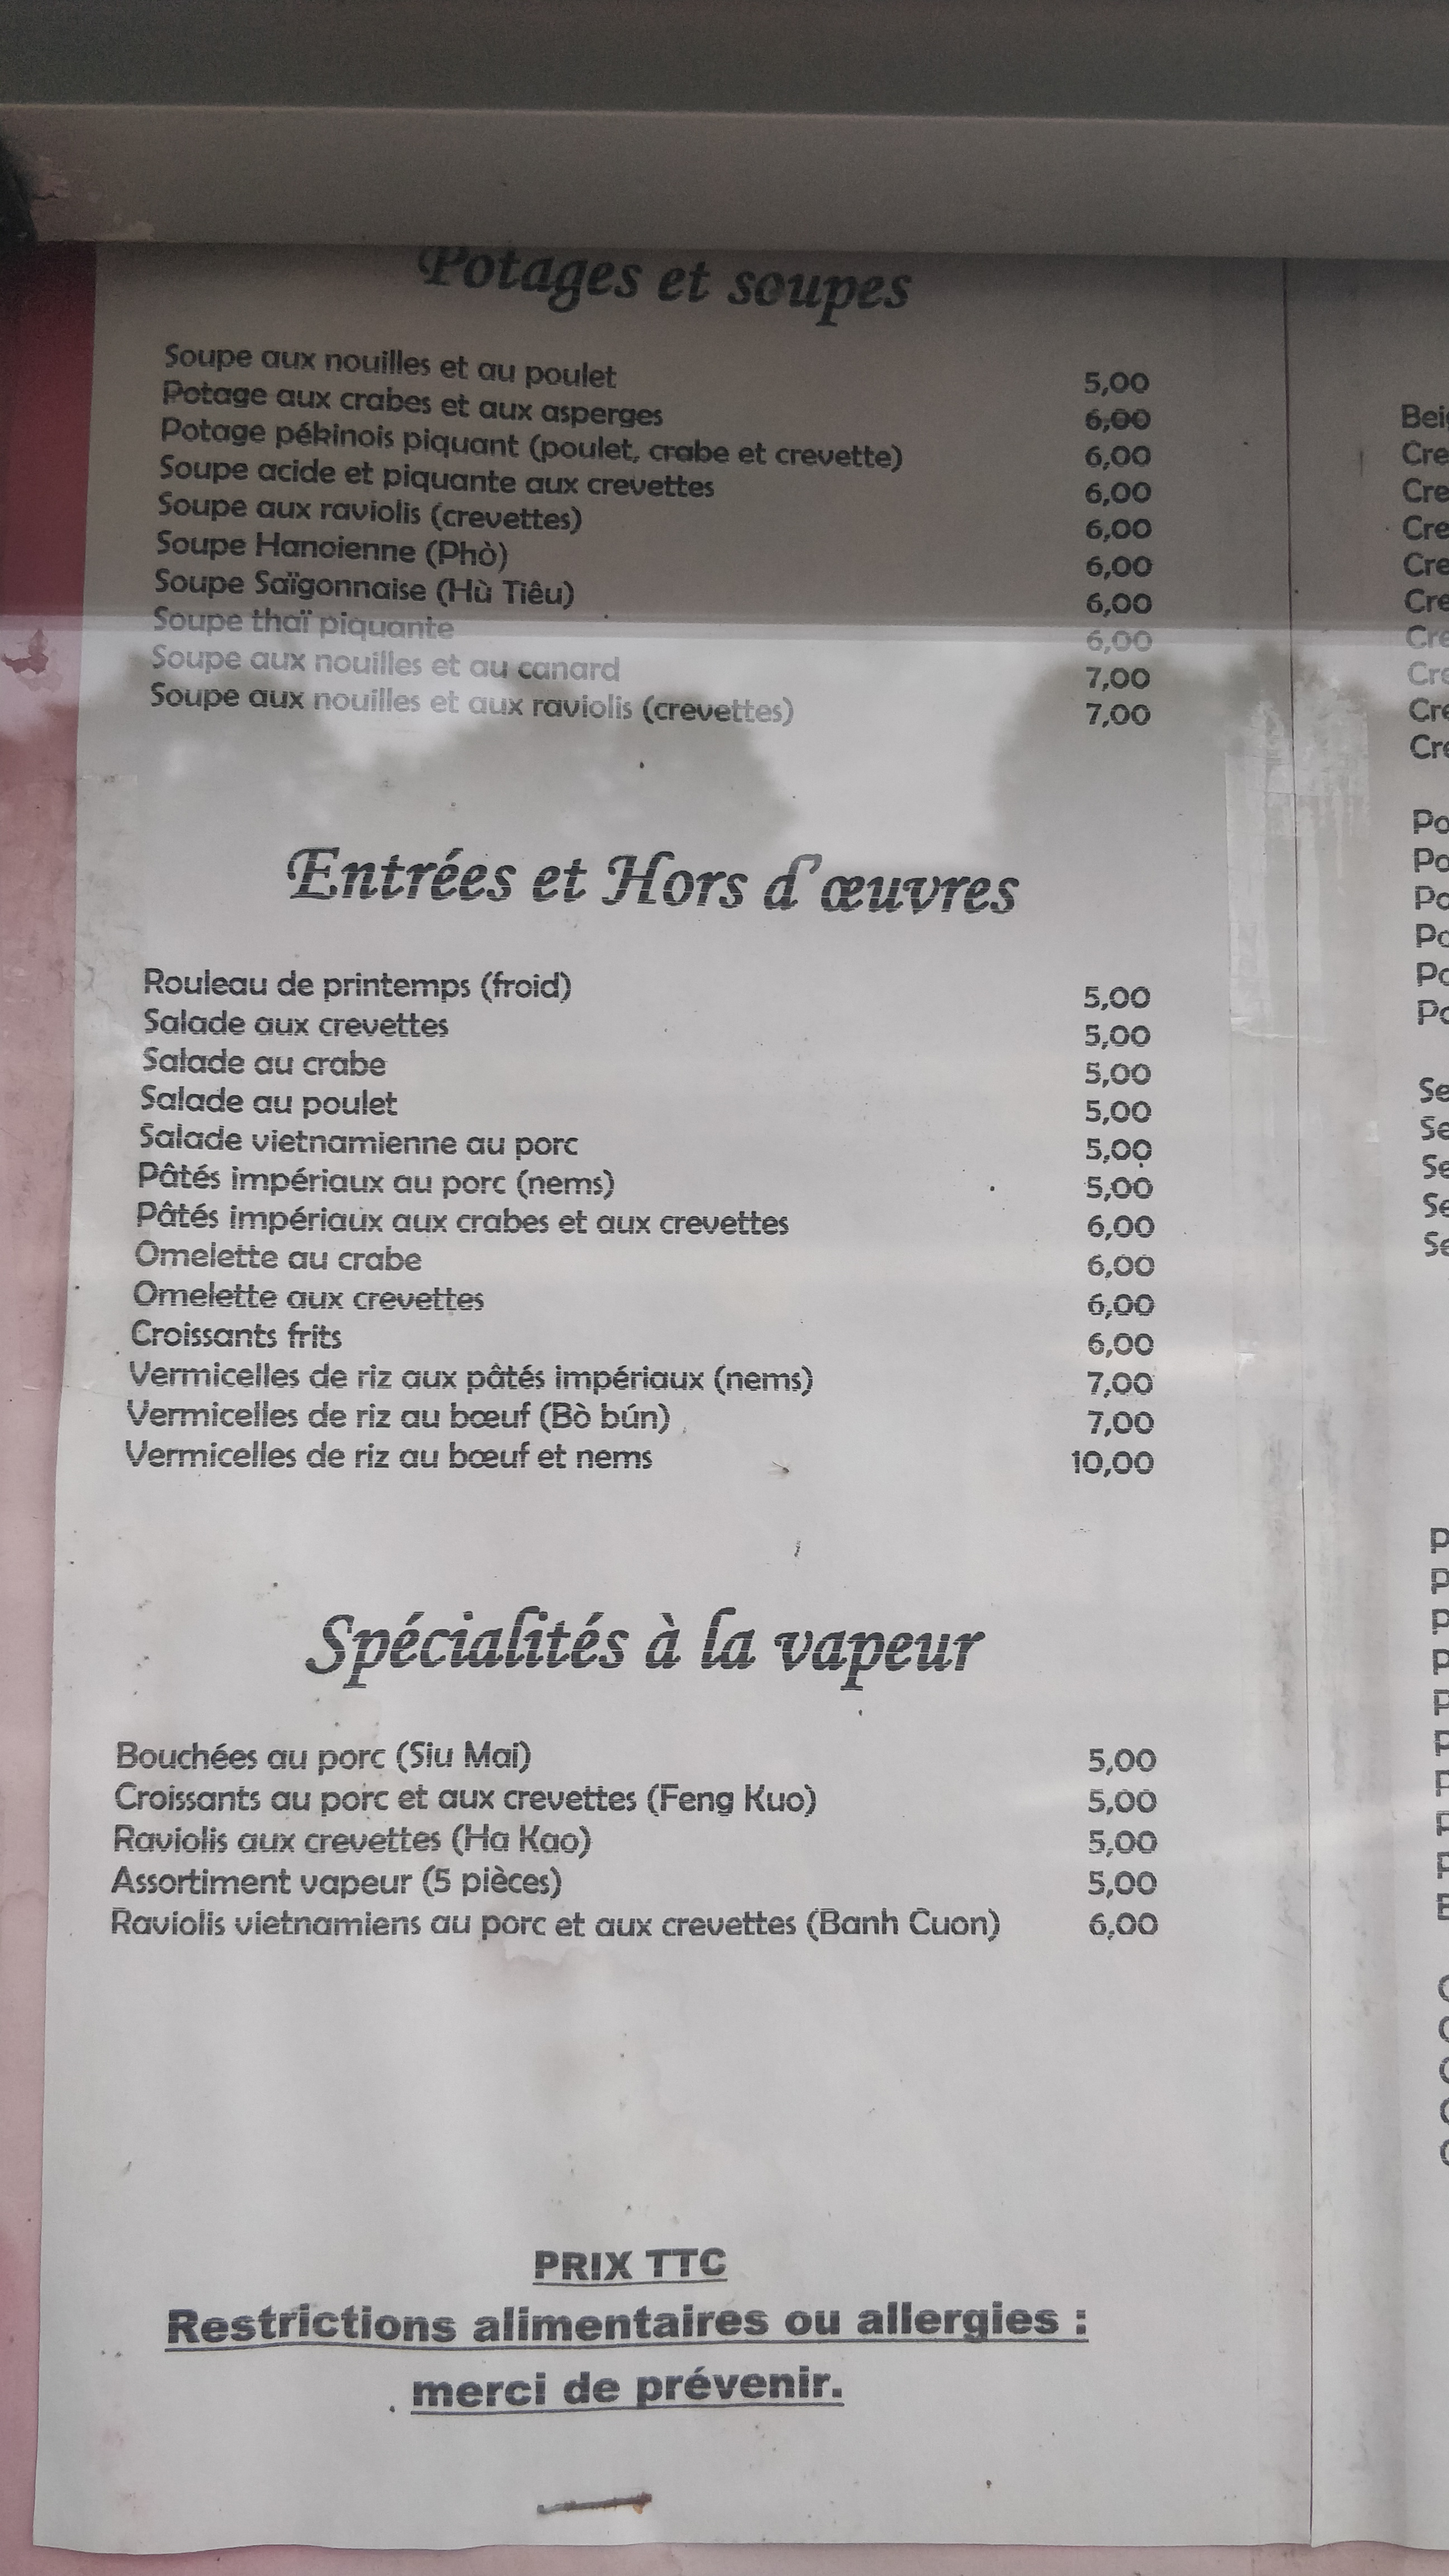 Potages et soupes
Soupe aux nouilles et au poulet 5,00
Potage aux crabes et aux asperges 6,00
Potage pékinois piquant (poulet, crabe et crevette) 6,00
Soupe acide et piquante aux crevettes 6,00
Soupe aux raviolis (crevettes) 6,00
Soupe Hanoienne (Phò) 6,00
Soupe Saïgonnaise (Hù Tiêu) 6,00
Soupe thaï piquante 6,00
Soupe aux nouilles et au canard 7,00
Soupe aux nouilles et aux raviolis (crevettes) 7,00
Entrées et Hors d'œuvres
Rouleau de printemps (froid) 5,00
Salade aux crevettes 5,00
Salade au crabe 5,00
Salade au poulet 5,00
Salade vietnamienne au porc 5,00
Pâtés impériaux au porc (nems) 5,00
Pâtés impériaux aux crabes et aux crevettes 6,00
Omelette au crabe 6,00
Omelette aux crevettes 6,00
Croissants frits 6,00
Vermicelles de riz aux pâtés impériaux (nems) 7,00
Vermicelles de riz au bœuf (Bò bún) 7,00
Vermicelles de riz au bœuf et nems 10,00
Spécialités à la vapeur
Bouchées au porc (Siu Mai) 5,00
Croissants au porc et aux crevettes (Feng Kuo) 5,00
Raviolis aux crevettes (Ha Kao) 5,00
Assortiment vapeur (5 pièces) 5,00
Raviolis vietnamiens au porc et aux crevettes (Banh Cuon) 6,00
PRIX TTC
Restrictions alimentaires ou allergies :
merci de prévenir.